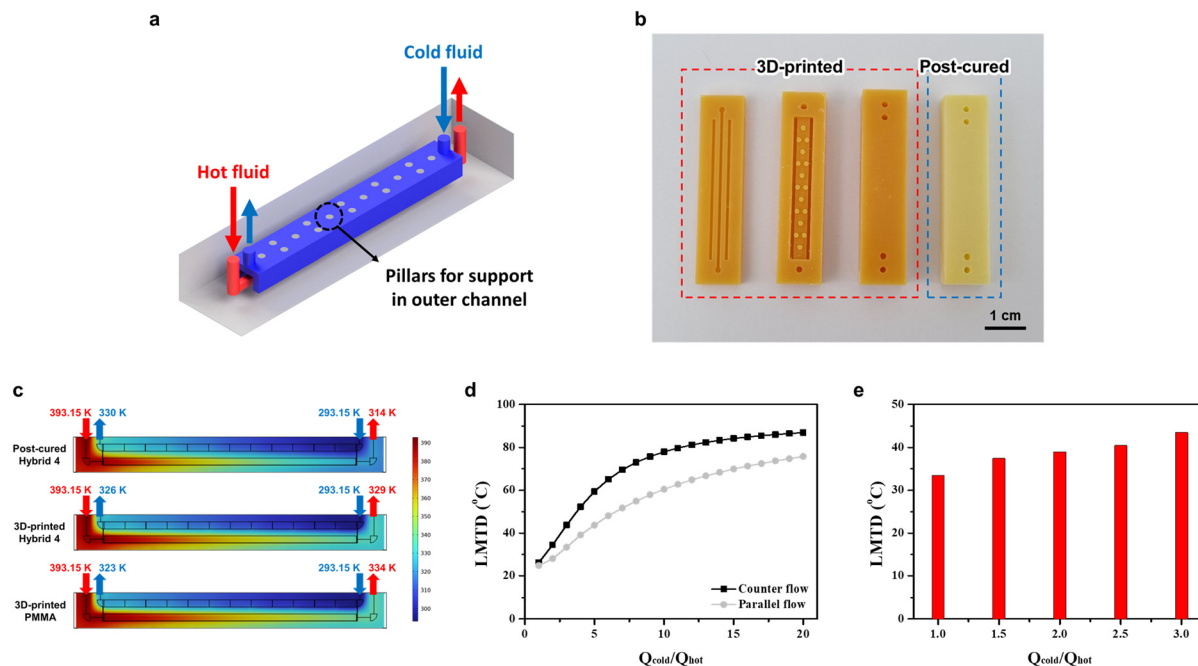 a
Cold fluid
Hot fluid
Pillars for support
in outer channel
b
3D-printed
Post-cured
1 cm
c
393.15 K
330 K
293.15 K
314 K
Post-cured
Hybrid 4
393.15 K
326 K
293.15 K
329 K
3D-printed
Hybrid 4
393.15 K
323 K
293.15 K
334 K
3D-printed
PMMA
390
380
370
360
350
340
330
320
310
300
d
100
80
60
40
20
0
LMTD (°C)
Counter flow
Parallel flow
0
5
10
15
20
Qcold/Qhot
e
50
40
30
20
10
0
LMTD (°C)
1.0
1.5
2.0
2.5
3.0
Qcold/Qhot